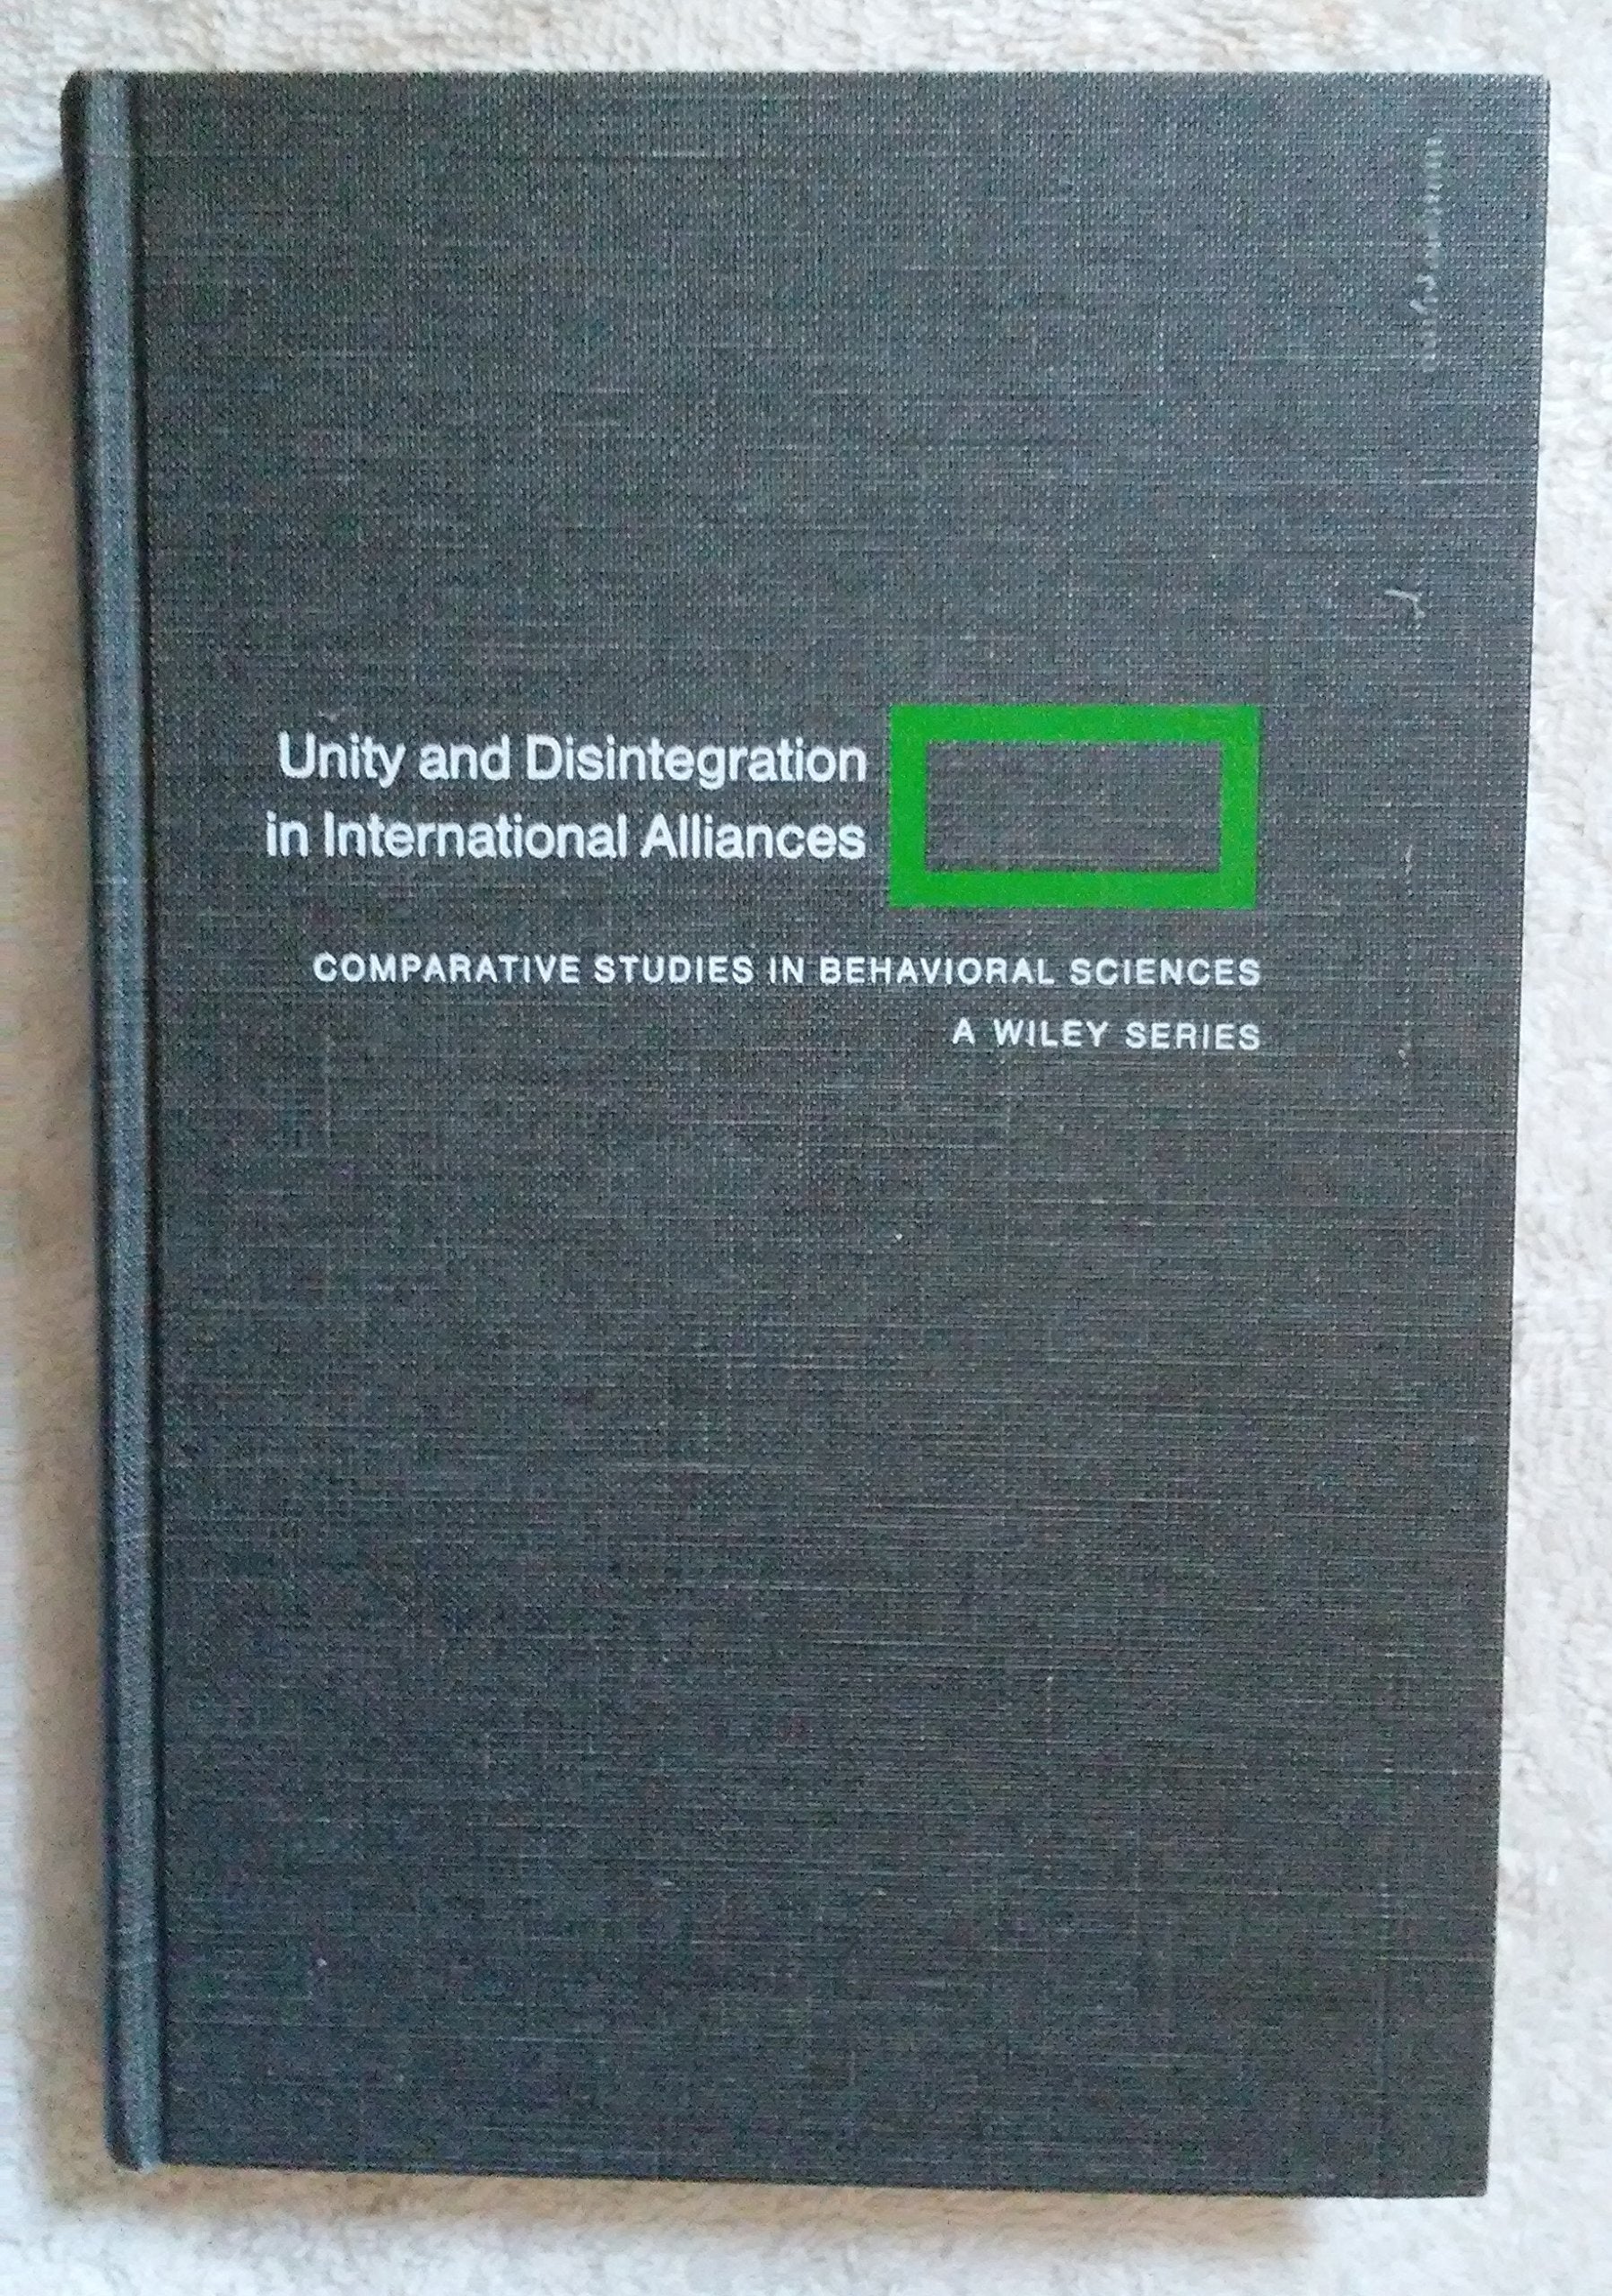 Unity and Disintegration
in International Alliances
COMPARATIVE STUDIES IN BEHAVIORAL SCIENCES
A WILEY SERIES